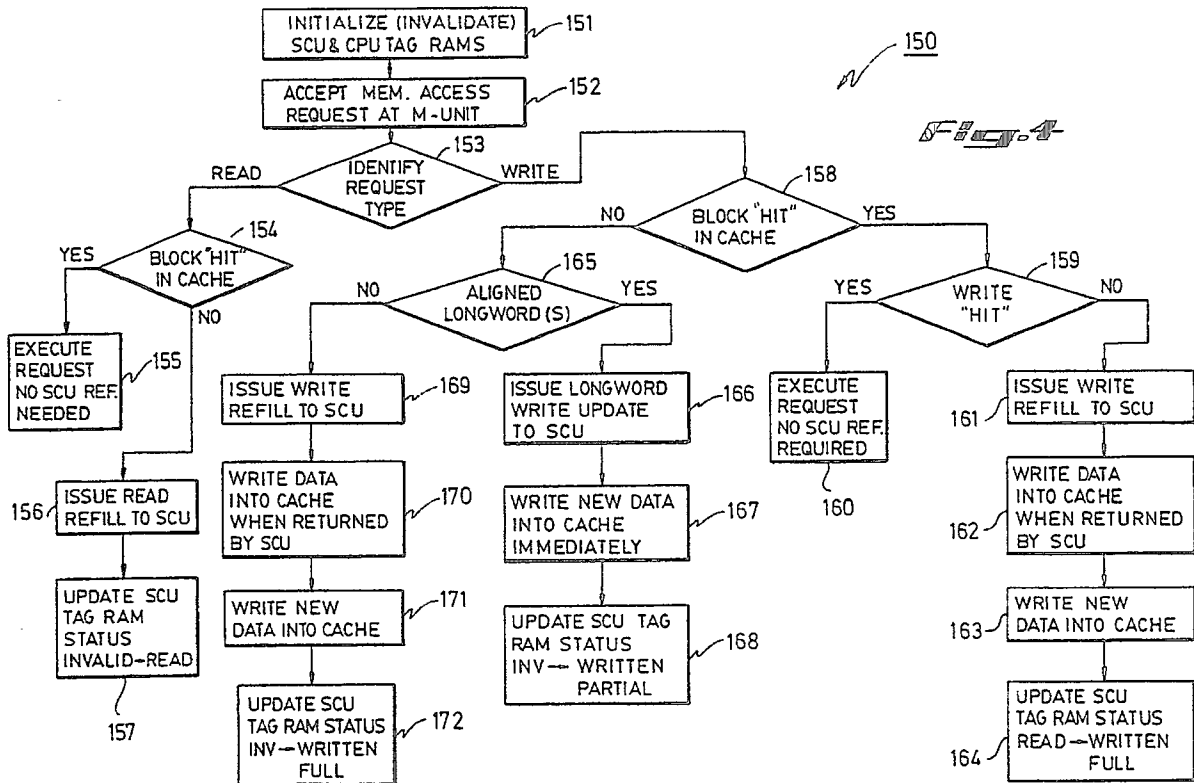 INITIALIZE (INVALIDATE)
SCU & CPU TAG RAMS
151
150
Fig. 4
ACCEPT MEM. ACCESS
REQUEST AT M-UNIT
152
IDENTIFY
REQUEST
TYPE
153
READ
WRITE
BLOCK "HIT"
IN CACHE
154
YES
NO
EXECUTE
REQUEST
NO SCU REF.
NEEDED
155
156
ISSUE READ
REFILL TO SCU
UPDATE SCU
TAG RAM
STATUS
INVALID→READ
157
BLOCK "HIT"
IN CACHE
158
NO
YES
ALIGNED
LONGWORD (S)
165
NO
YES
ISSUE WRITE
REFILL TO SCU
169
WRITE DATA
INTO CACHE
WHEN RETURNED
BY SCU
170
WRITE NEW
DATA INTO CACHE
171
UPDATE SCU
TAG RAM STATUS
INV → WRITTEN
FULL
172
ISSUE LONGWORD
WRITE UPDATE
TO SCU
166
WRITE NEW DATA
INTO CACHE
IMMEDIATELY
167
UPDATE SCU TAG
RAM STATUS
INV → WRITTEN
PARTIAL
168
WRITE
"HIT"
159
YES
NO
EXECUTE
REQUEST
NO SCU REF.
REQUIRED
160
161
ISSUE WRITE
REFILL TO SCU
162
WRITE DATA
INTO CACHE
WHEN RETURNED
BY SCU
163
WRITE NEW
DATA INTO CACHE
164
UPDATE SCU
TAG RAM STATUS
READ → WRITTEN
FULL